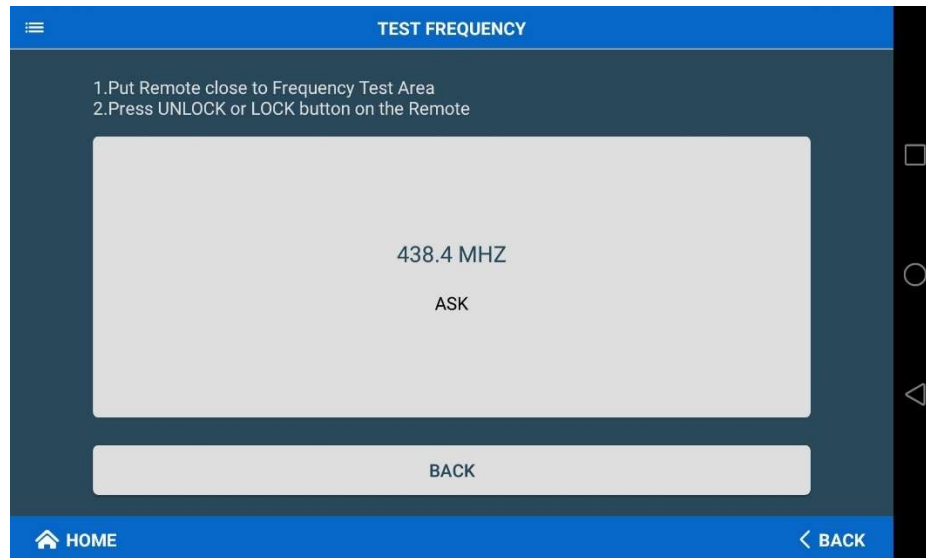 TEST FREQUENCY
1.Put Remote close to Frequency Test Area
2.Press UNLOCK or LOCK button on the Remote
438.4 MHZ
ASK
BACK
HOME
BACK